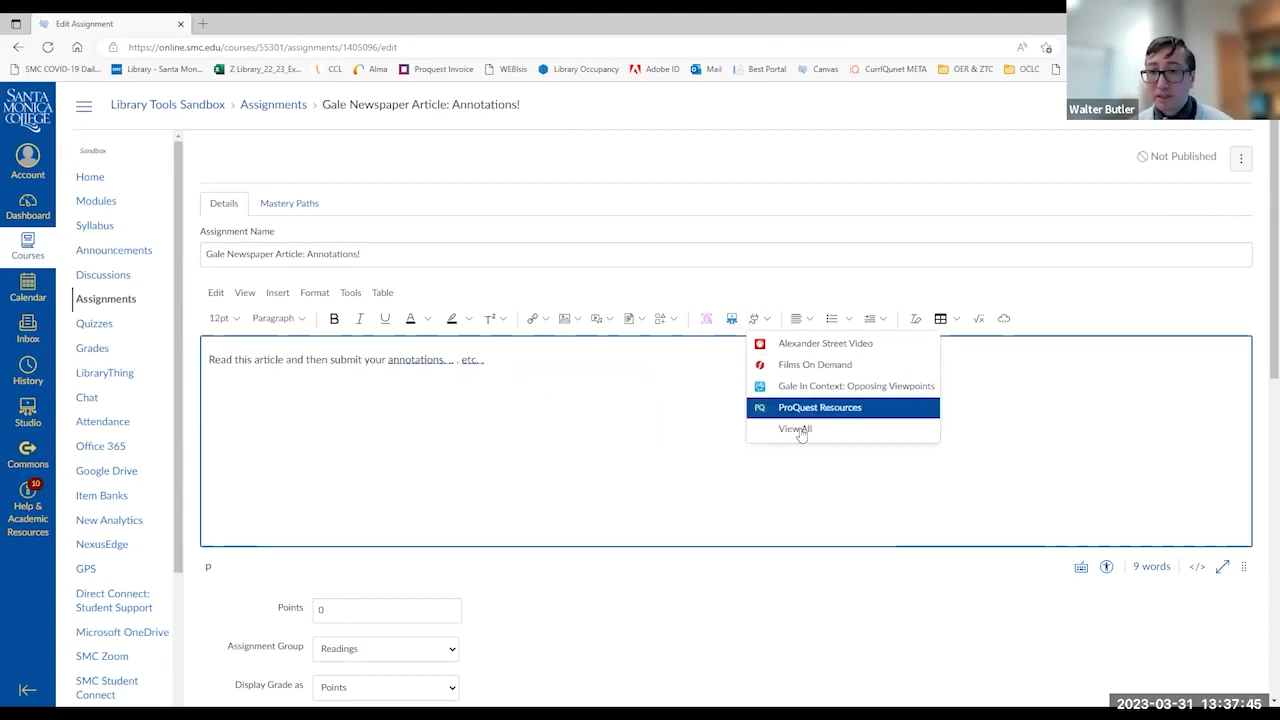 Edit Assignment
https://online.smc.edu/courses/55301/assignments/1405096/edit
SMC COVID-19 Dail...
Library - Santa Mon...
Z Library_22_23_Ex...
CCL
Alma
Proquest Invoice
WEBIsis
Library Occupancy
Adobe ID
Mail
Best Portal
Canvas
CurrIQunet META
OER & ZTC
OCLC
Walter Butler
SANTA
MONICA
COLLEGE
Library Tools Sandbox › Assignments › Gale Newspaper Article: Annotations!
Account
Dashboard
Courses
Calendar
Inbox
History
Studio
Commons
10
Help &
Academic
Resources
Sandbox
Home
Modules
Syllabus
Announcements
Discussions
Assignments
Quizzes
Grades
LibraryThing
Chat
Attendance
Office 365
Google Drive
Item Banks
New Analytics
NexusEdge
GPS
Direct Connect:
Student Support
Microsoft OneDrive
SMC Zoom
SMC Student
Connect
Not Published
Details
Mastery Paths
Assignment Name
Gale Newspaper Article: Annotations!
Edit View Insert Format Tools Table
12pt Paragraph B I U A T²
Read this article and then submit your annotations. .. . etc. .
Alexander Street Video
Films On Demand
Gale In Context: Opposing Viewpoints
PQ ProQuest Resources
View All
p
9 words </>
Points 0
Assignment Group Readings
Display Grade as Points
2023-03-31 13:37:45